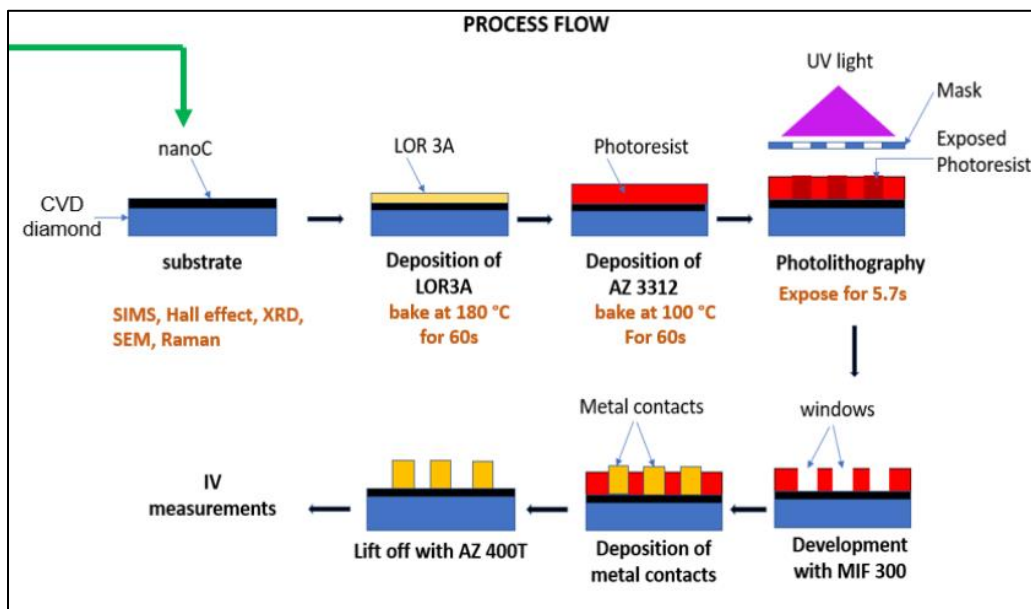 PROCESS FLOW
UV light
Mask
nanoC
LOR 3A
Photoresist
Exposed
Photoresist
CVD
diamond
substrate
SIMS, Hall effect, XRD,
SEM, Raman
Deposition of
LOR3A
bake at 180 °C
for 60s
Deposition of
AZ 3312
bake at 100 °C
For 60s
Photolithography
Expose for 5.7s
windows
Development
with MIF 300
Metal contacts
Deposition of
metal contacts
Lift off with AZ 400T
IV
measurements